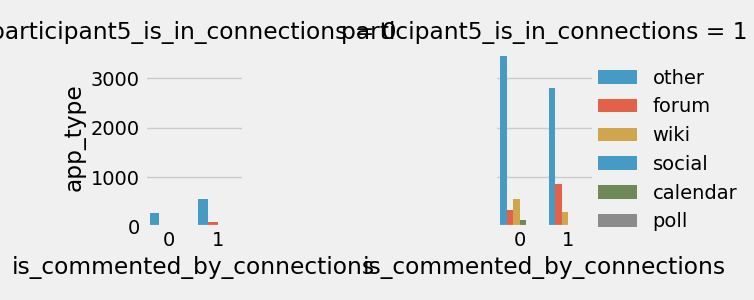 participant5_is_in_connections = 0
participant5_is_in_connections = 1
app_type
3000
2000
1000
0
0 1
0 1
is_commented_by_connections
is_commented_by_connections
other
forum
wiki
social
calendar
poll